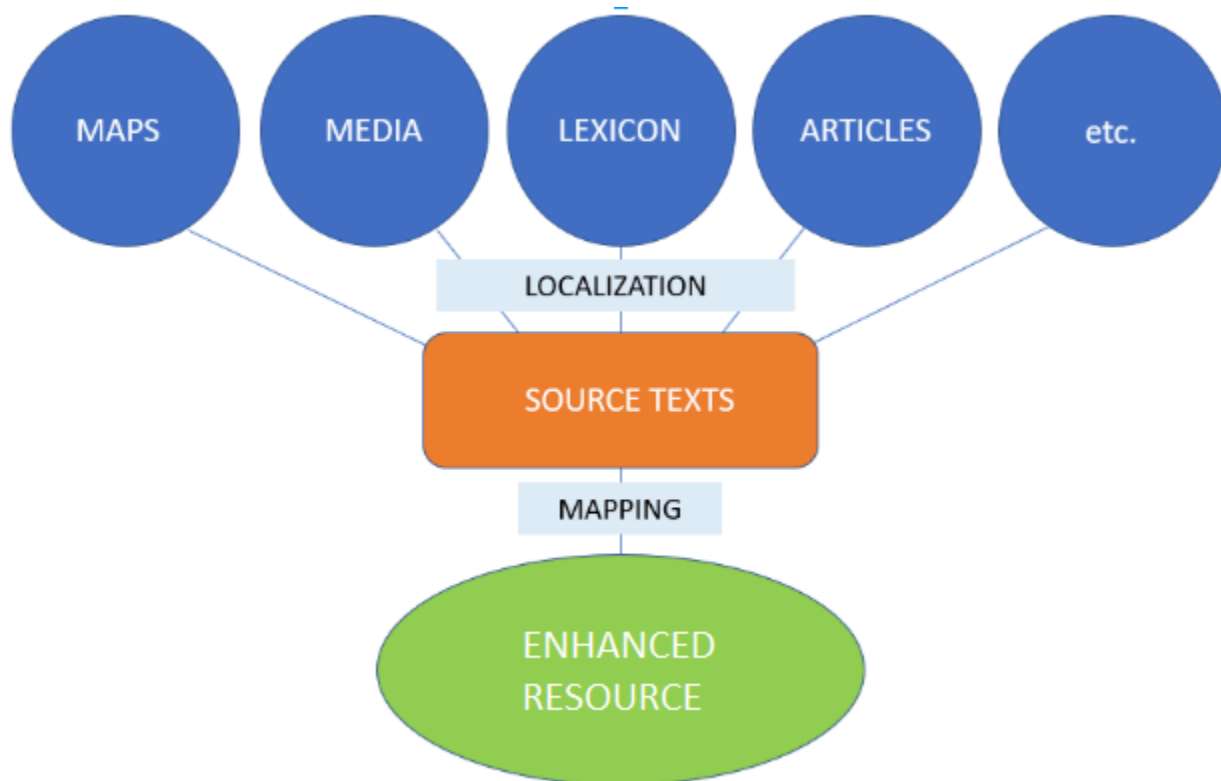 MAPS
MEDIA
LEXICON
ARTICLES
etc.
LOCALIZATION
SOURCE TEXTS
MAPPING
ENHANCED
RESOURCE